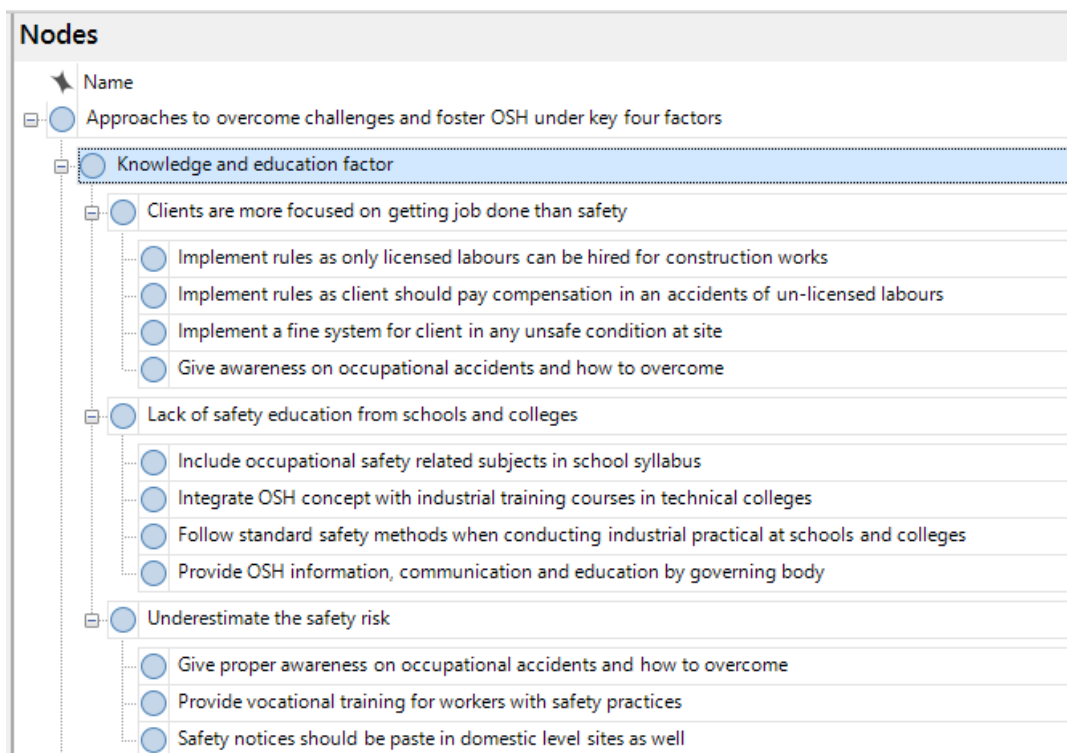 Nodes
Name
Approaches to overcome challenges and foster OSH under key four factors
Knowledge and education factor
Clients are more focused on getting job done than safety
Implement rules as only licensed labours can be hired for construction works
Implement rules as client should pay compensation in an accidents of un-licensed labours
Implement a fine system for client in any unsafe condition at site
Give awareness on occupational accidents and how to overcome
Lack of safety education from schools and colleges
Include occupational safety related subjects in school syllabus
Integrate OSH concept with industrial training courses in technical colleges
Follow standard safety methods when conducting industrial practical at schools and colleges
Provide OSH information, communication and education by governing body
Underestimate the safety risk
Give proper awareness on occupational accidents and how to overcome
Provide vocational training for workers with safety practices
Safety notices should be paste in domestic level sites as well